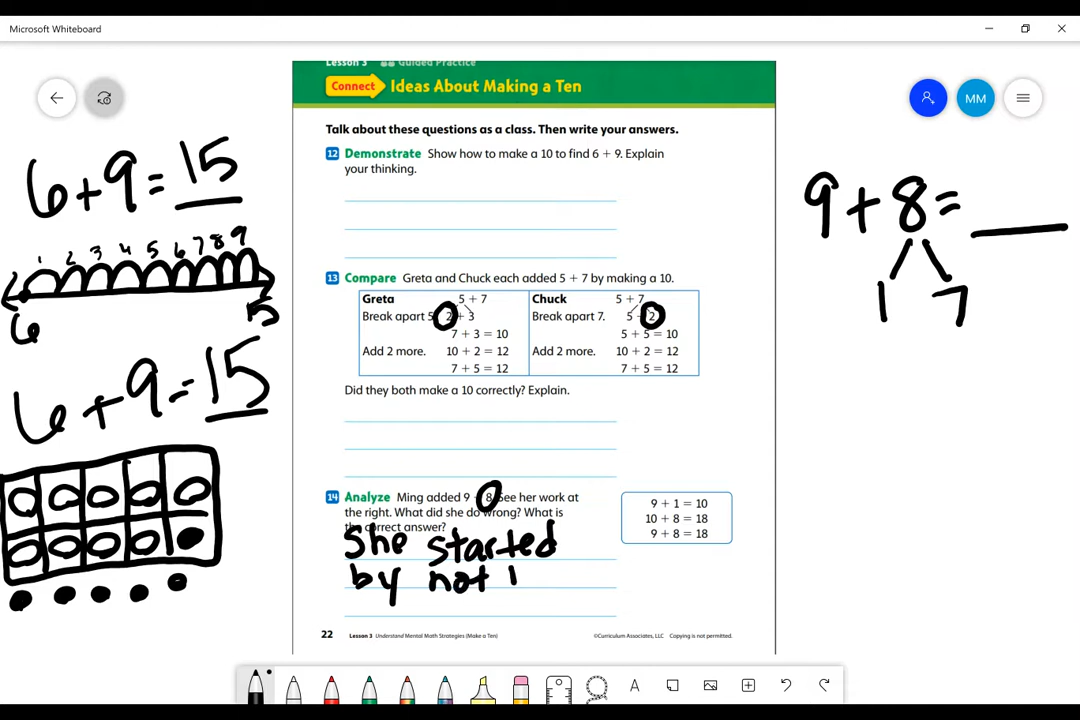 Microsoft Whiteboard
Lesson 3 Guided Practice
Connect Ideas About Making a Ten
MM
Talk about these questions as a class. Then write your answers.
12 Demonstrate Show how to make a 10 to find 6 + 9. Explain
your thinking.
6+9=15
1 2 3 4 5 6 7 8 9
6 15
6+9=15
9+8=
1 7
13 Compare Greta and Chuck each added 5 + 7 by making a 10.
Greta 5 + 7
Break apart 5. 2 + 3
7 + 3 = 10
Add 2 more. 10 + 2 = 12
7 + 5 = 12
Chuck 5 + 7
Break apart 7. 5 2
5 + 5 = 10
Add 2 more. 10 + 2 = 12
7 + 5 = 12
Did they both make a 10 correctly? Explain.
14 Analyze Ming added 9 8. See her work at
the right. What did she do wrong? What is
the correct answer?
9 + 1 = 10
10 + 8 = 18
9 + 8 = 18
She started
by not
22 Lesson 3 Understand Mental Math Strategies (Make a Ten)
©Curriculum Associates, LLC Copying is not permitted.
A